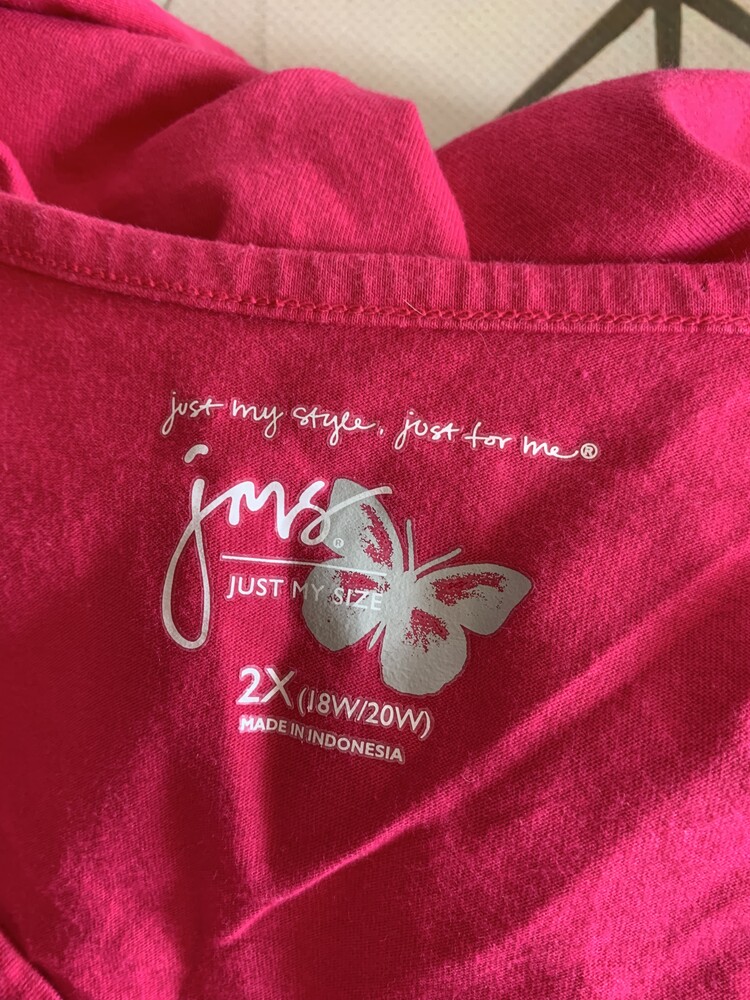 just my style, just for me®
jms®
JUST MY SIZE
2X (18W/20W)
MADE IN INDONESIA